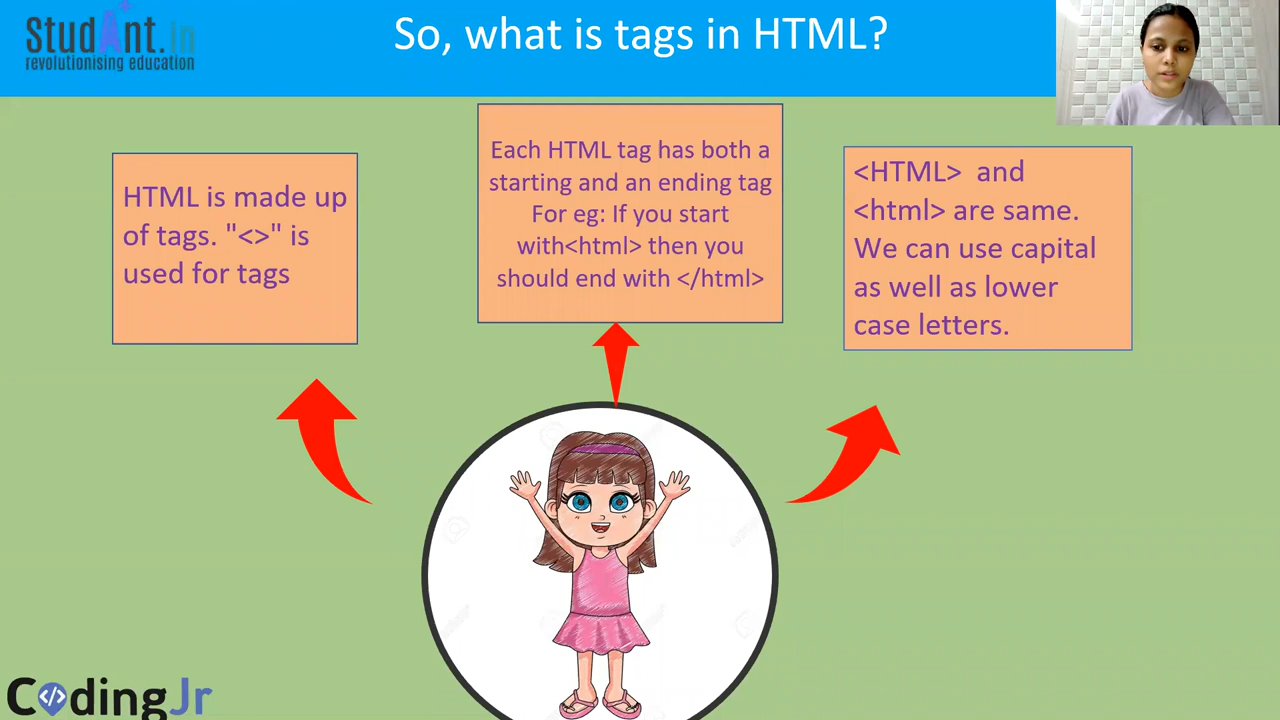 StudAnt.in
revolutionising education
So, what is tags in HTML?
HTML is made up
of tags. "<>" is
used for tags
Each HTML tag has both a
starting and an ending tag
For eg: If you start
with<html> then you
should end with </html>
<HTML>  and
<html> are same.
We can use capital
as well as lower
case letters.
CodingJr